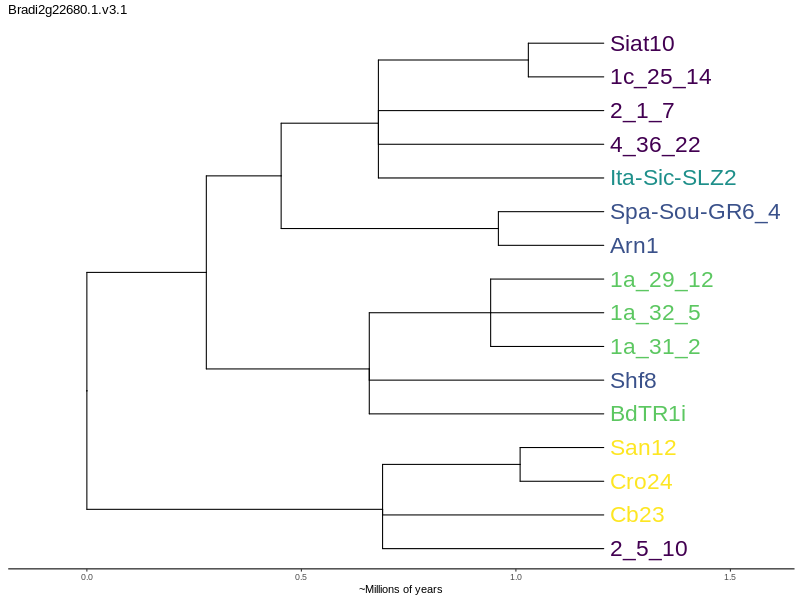 Bradi2g22680.1.v3.1
Siat10
1c_25_14
2_1_7
4_36_22
Ita-Sic-SLZ2
Spa-Sou-GR6_4
Arn1
1a_29_12
1a_32_5
1a_31_2
Shf8
BdTR1i
San12
Cro24
Cb23
2_5_10
0.0 0.5 1.0 1.5
~Millions of years